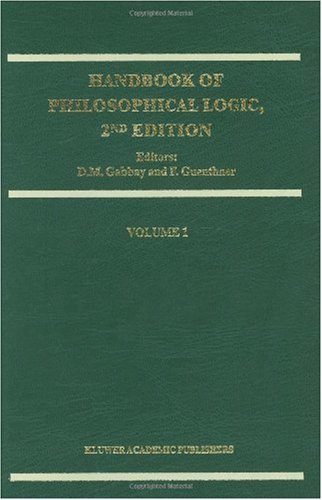 HANDBOOK OF
PHILOSOPHICAL LOGIC,
2ND EDITION
Editors:
D.M. Gabbay and F. Guenthner
VOLUME 1
KLUWER ACADEMIC PUBLISHERS